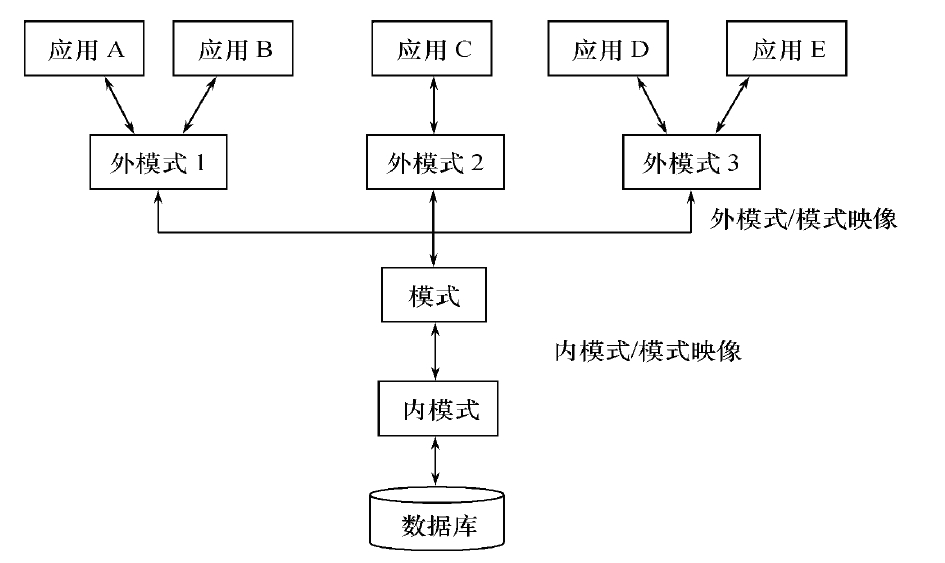 应用 A
应用 B
应用 C
应用 D
应用 E
外模式 1
外模式 2
外模式 3
外模式/模式映像
模式
内模式/模式映像
内模式
数据库